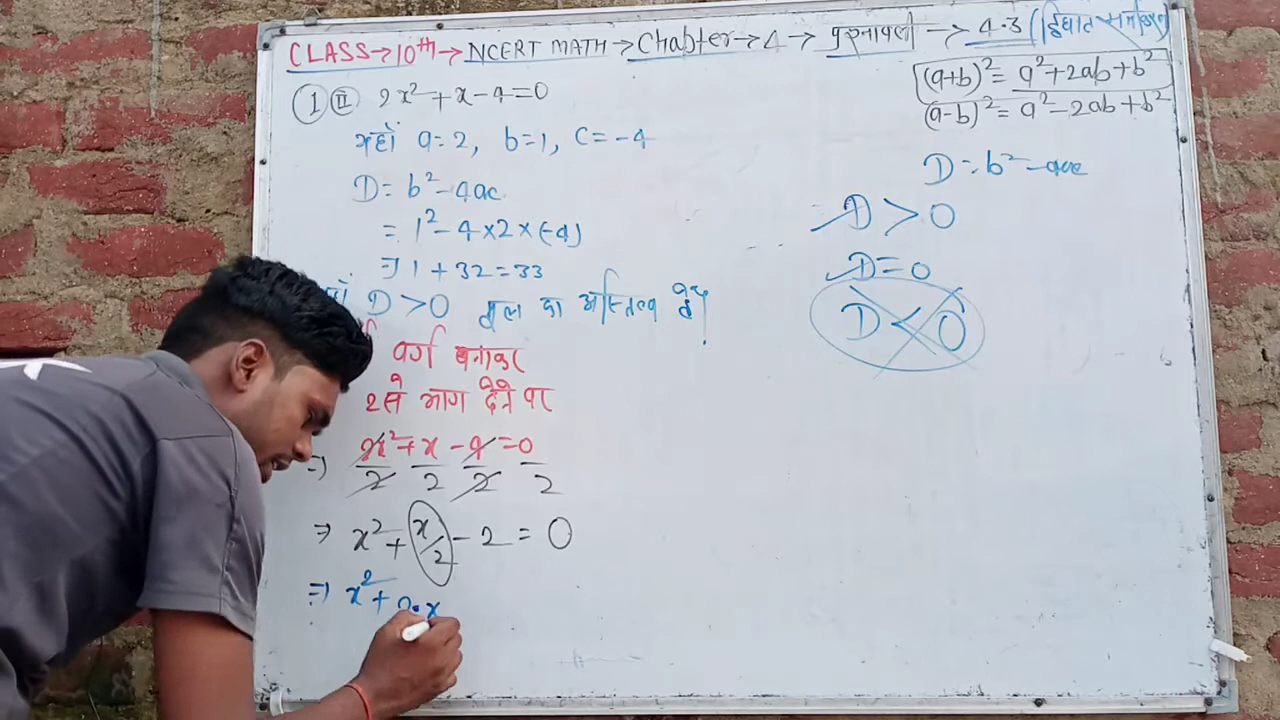 CLASS→10th→NCERT MATH→Chapter→4→प्रश्नावली→4.3 (द्विघात समीकरण)
(a+b)² = a²+2ab+b²
(a-b)² = a²-2ab+b²
D = b²-4ac
D > 0
D = 0
D < 0
① ⑪ 2x²+x-4=0
यहाँ a=2, b=1, c=-4
D = b²-4ac
= 1²-4×2×(-4)
⇒ 1+32=33
D>0 मूल का अस्तित्व है।
वर्ग बनाकर
2 से भाग देने पर
⇒ 2x²/2 + x/2 - 4/2 = 0/2
⇒ x² + x/2 - 2 = 0
⇒ x² + 2·x